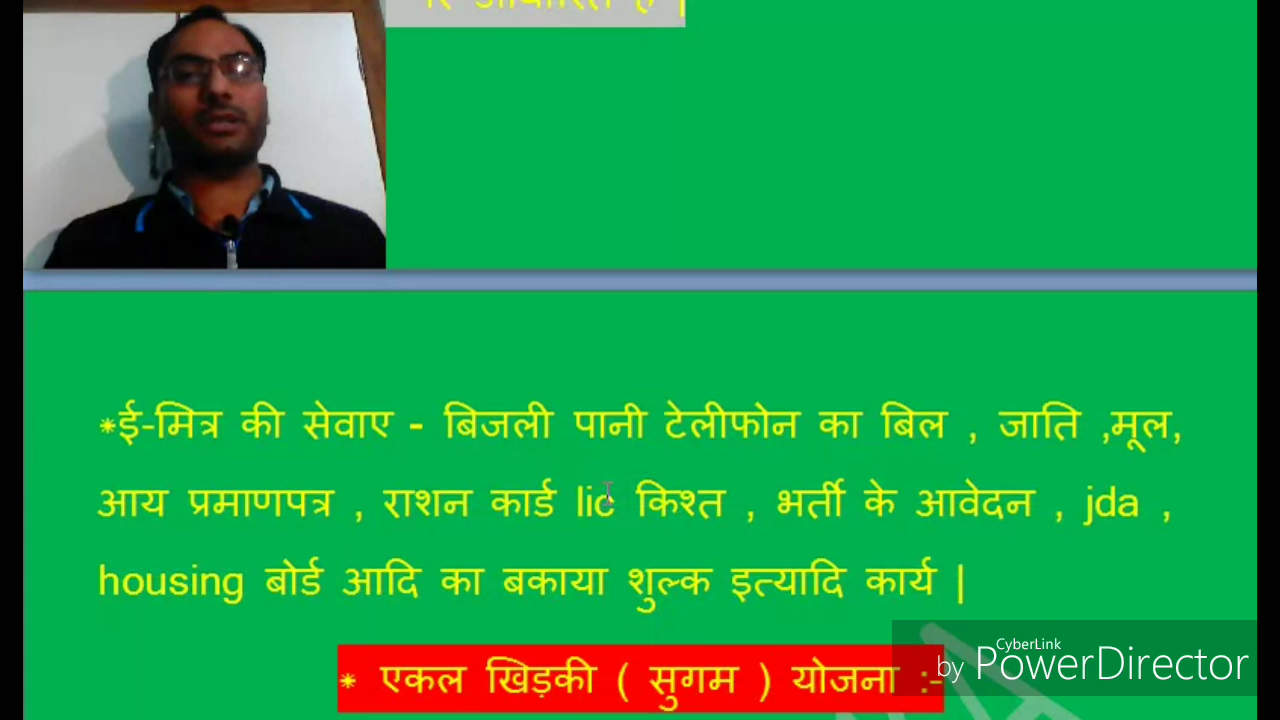 आधारित है |
*ई-मित्र की सेवाए - बिजली पानी टेलीफोन का बिल , जाति ,मूल,
आय प्रमाणपत्र , राशन कार्ड lic किश्त , भर्ती के आवेदन , jda ,
housing बोर्ड आदि का बकाया शुल्क इत्यादि कार्य |
* एकल खिड़की ( सुगम ) योजना :-
CyberLink
by PowerDirector